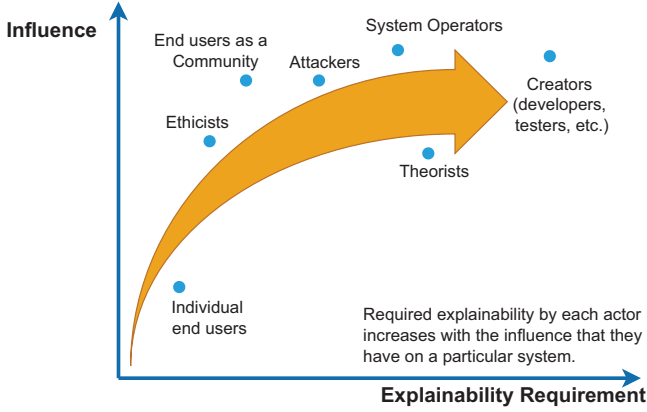 Influence
System Operators
End users as a
Community
Attackers
Creators
(developers,
testers, etc.)
Ethicists
Theorists
Individual
end users
Required explainability by each actor
increases with the influence that they
have on a particular system.
Explainability Requirement